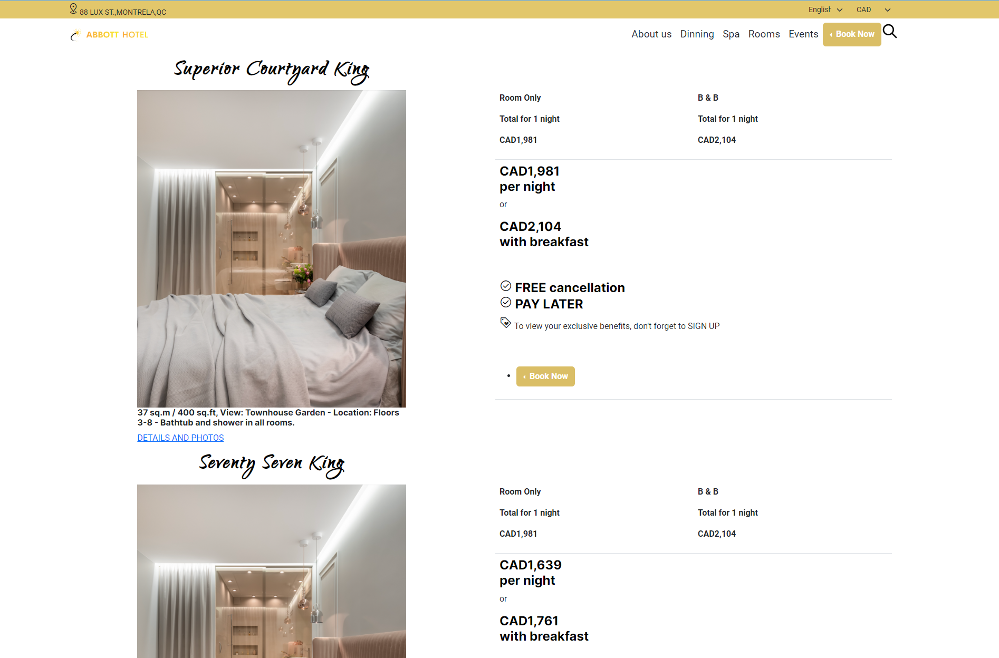 88 LUX ST.,MONTRELA,QC
English
CAD
ABBOTT HOTEL
About us
Dinning
Spa
Rooms
Events
Book Now
Superior Courtyard King
Room Only
B & B
Total for 1 night
Total for 1 night
CAD1,981
CAD2,104
CAD1,981
per night
or
CAD2,104
with breakfast
FREE cancellation
PAY LATER
To view your exclusive benefits, don't forget to SIGN UP
Book Now
37 sq.m / 400 sq.ft, View: Townhouse Garden - Location: Floors
3-8 - Bathtub and shower in all rooms.
DETAILS AND PHOTOS
Seventy Seven King
Room Only
B & B
Total for 1 night
Total for 1 night
CAD1,981
CAD2,104
CAD1,639
per night
or
CAD1,761
with breakfast